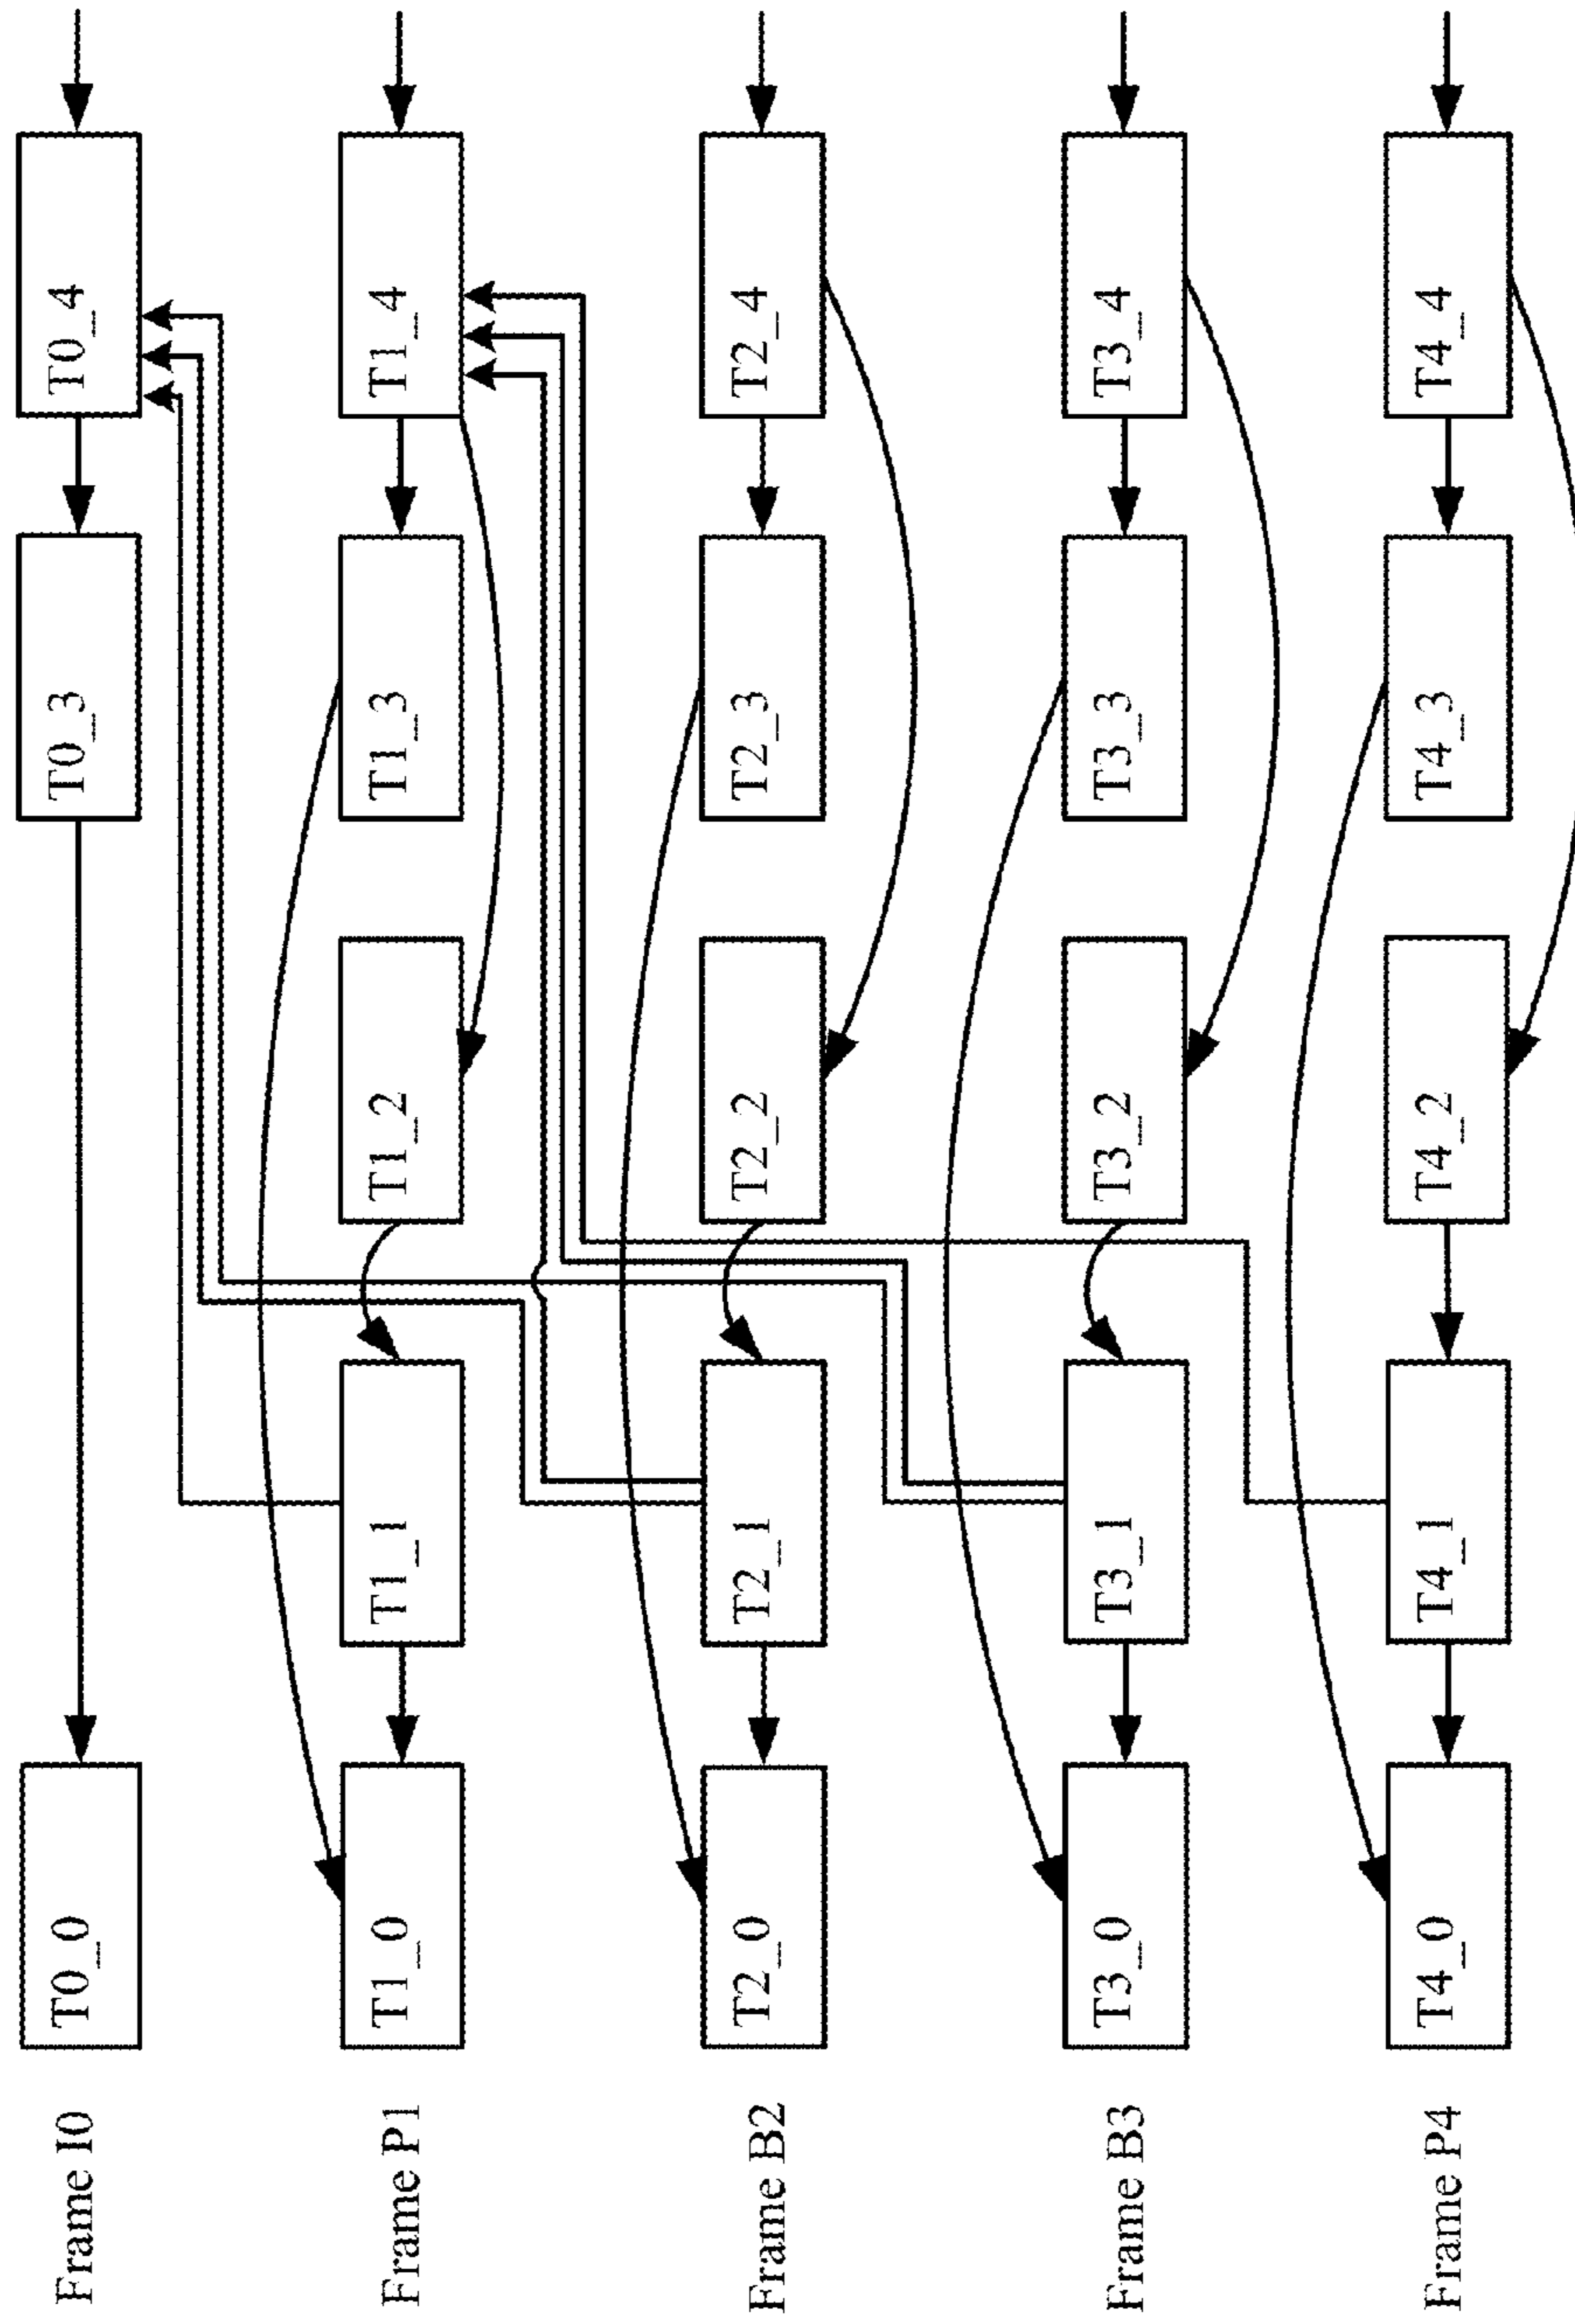 Frame I0
T0_0
T0_3
T0_4
Frame P1
T1_0
T1_1
T1_2
T1_3
T1_4
Frame B2
T2_0
T2_1
T2_2
T2_3
T2_4
Frame B3
T3_0
T3_1
T3_2
T3_3
T3_4
Frame P4
T4_0
T4_1
T4_2
T4_3
T4_4